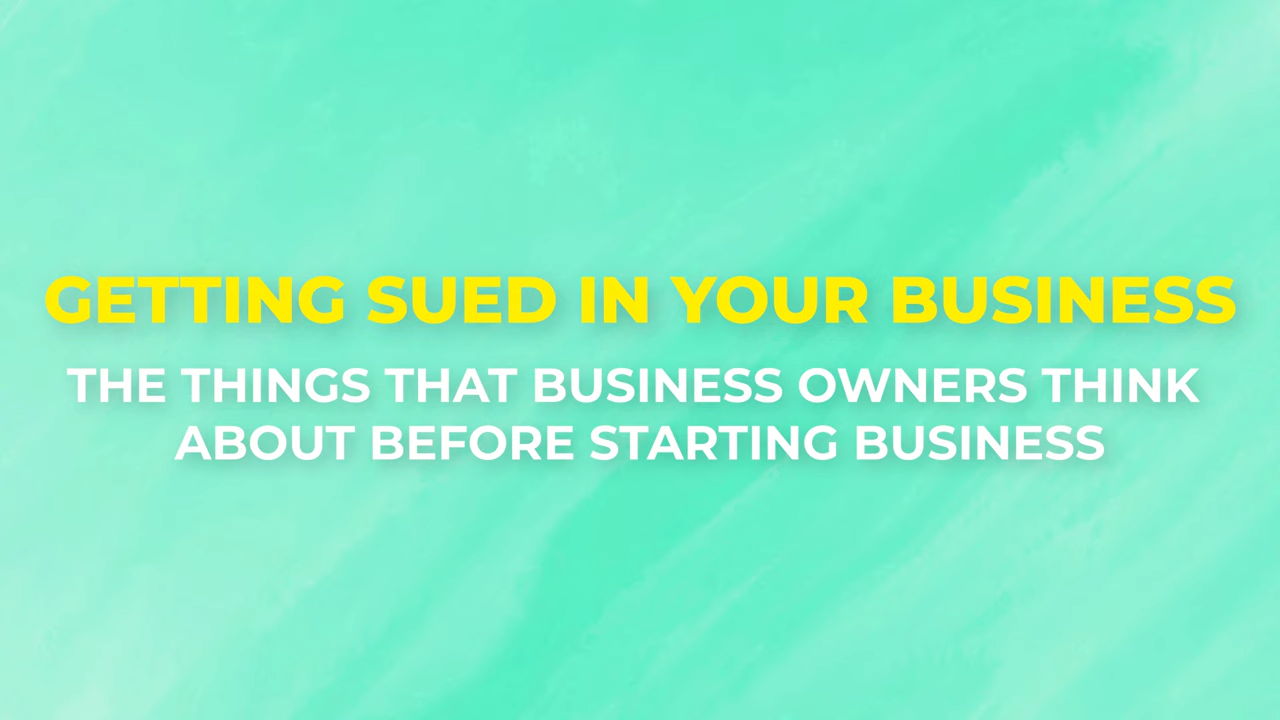 GETTING SUED IN YOUR BUSINESS
THE THINGS THAT BUSINESS OWNERS THINK
ABOUT BEFORE STARTING BUSINESS